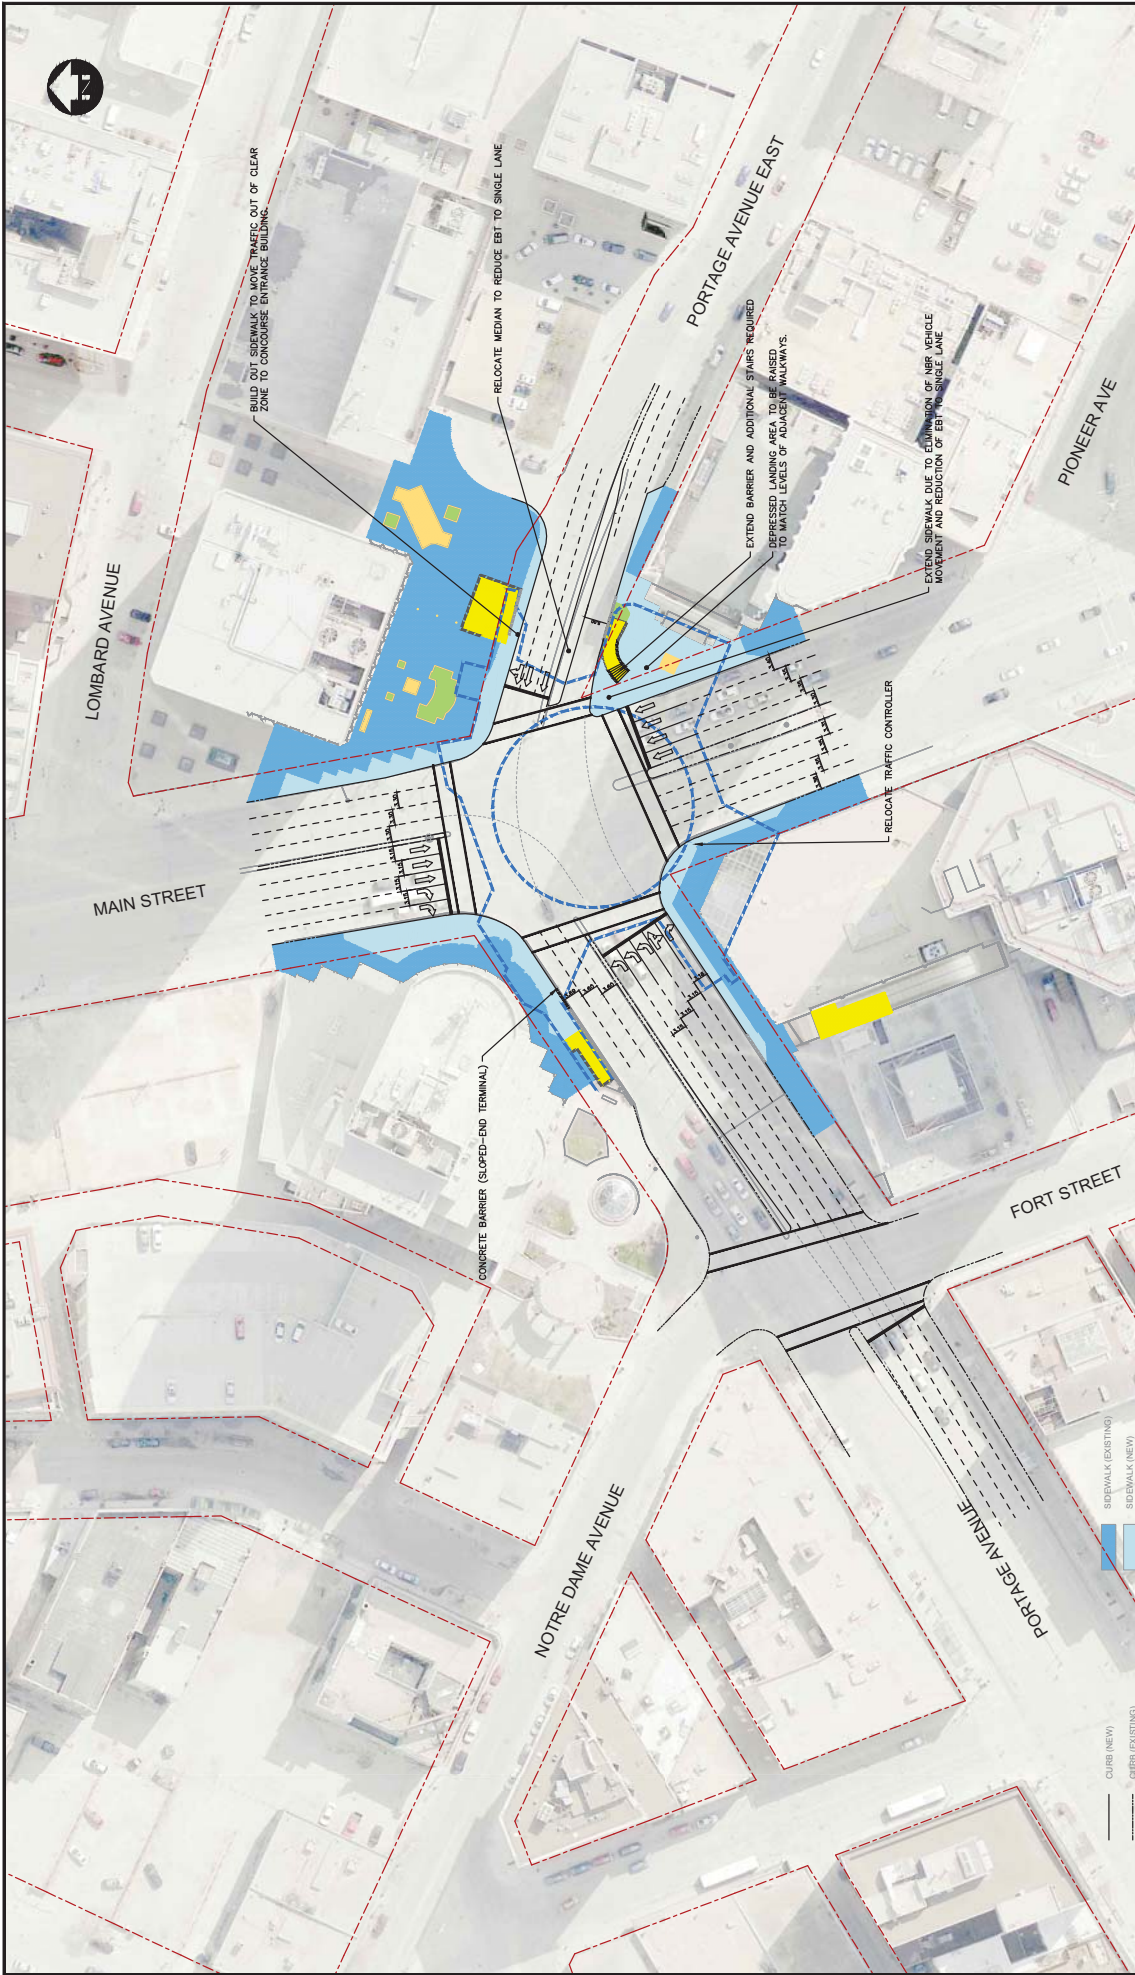 N
BUILD OUT SIDEWALK TO MOVE TRAFFIC OUT OF CLEAR
ZONE TO CONCOURSE ENTRANCE BUILDING.
RELOCATE MEDIAN TO REDUCE EBT TO SINGLE LANE
PORTAGE AVENUE EAST
EXTEND BARRIER AND ADDITIONAL STAIRS REQUIRED
DEPRESSED LANDING AREA TO BE RAISED
TO MATCH LEVELS OF ADJACENT WALKWAYS.
EXTEND SIDEWALK DUE TO ELIMINATION OF NBR VEHICLE
MOVEMENT AND REDUCTION OF EBT TO SINGLE LANE
PIONEER AVE
LOMBARD AVENUE
MAIN STREET
RELOCATE TRAFFIC CONTROLLER
CONCRETE BARRIER (SLOPED-END TERMINAL)
FORT STREET
NOTRE DAME AVENUE
PORTAGE AVENUE
SIDEWALK (EXISTING)
SIDEWALK (NEW)
CURB (NEW)
CURB (EXISTING)